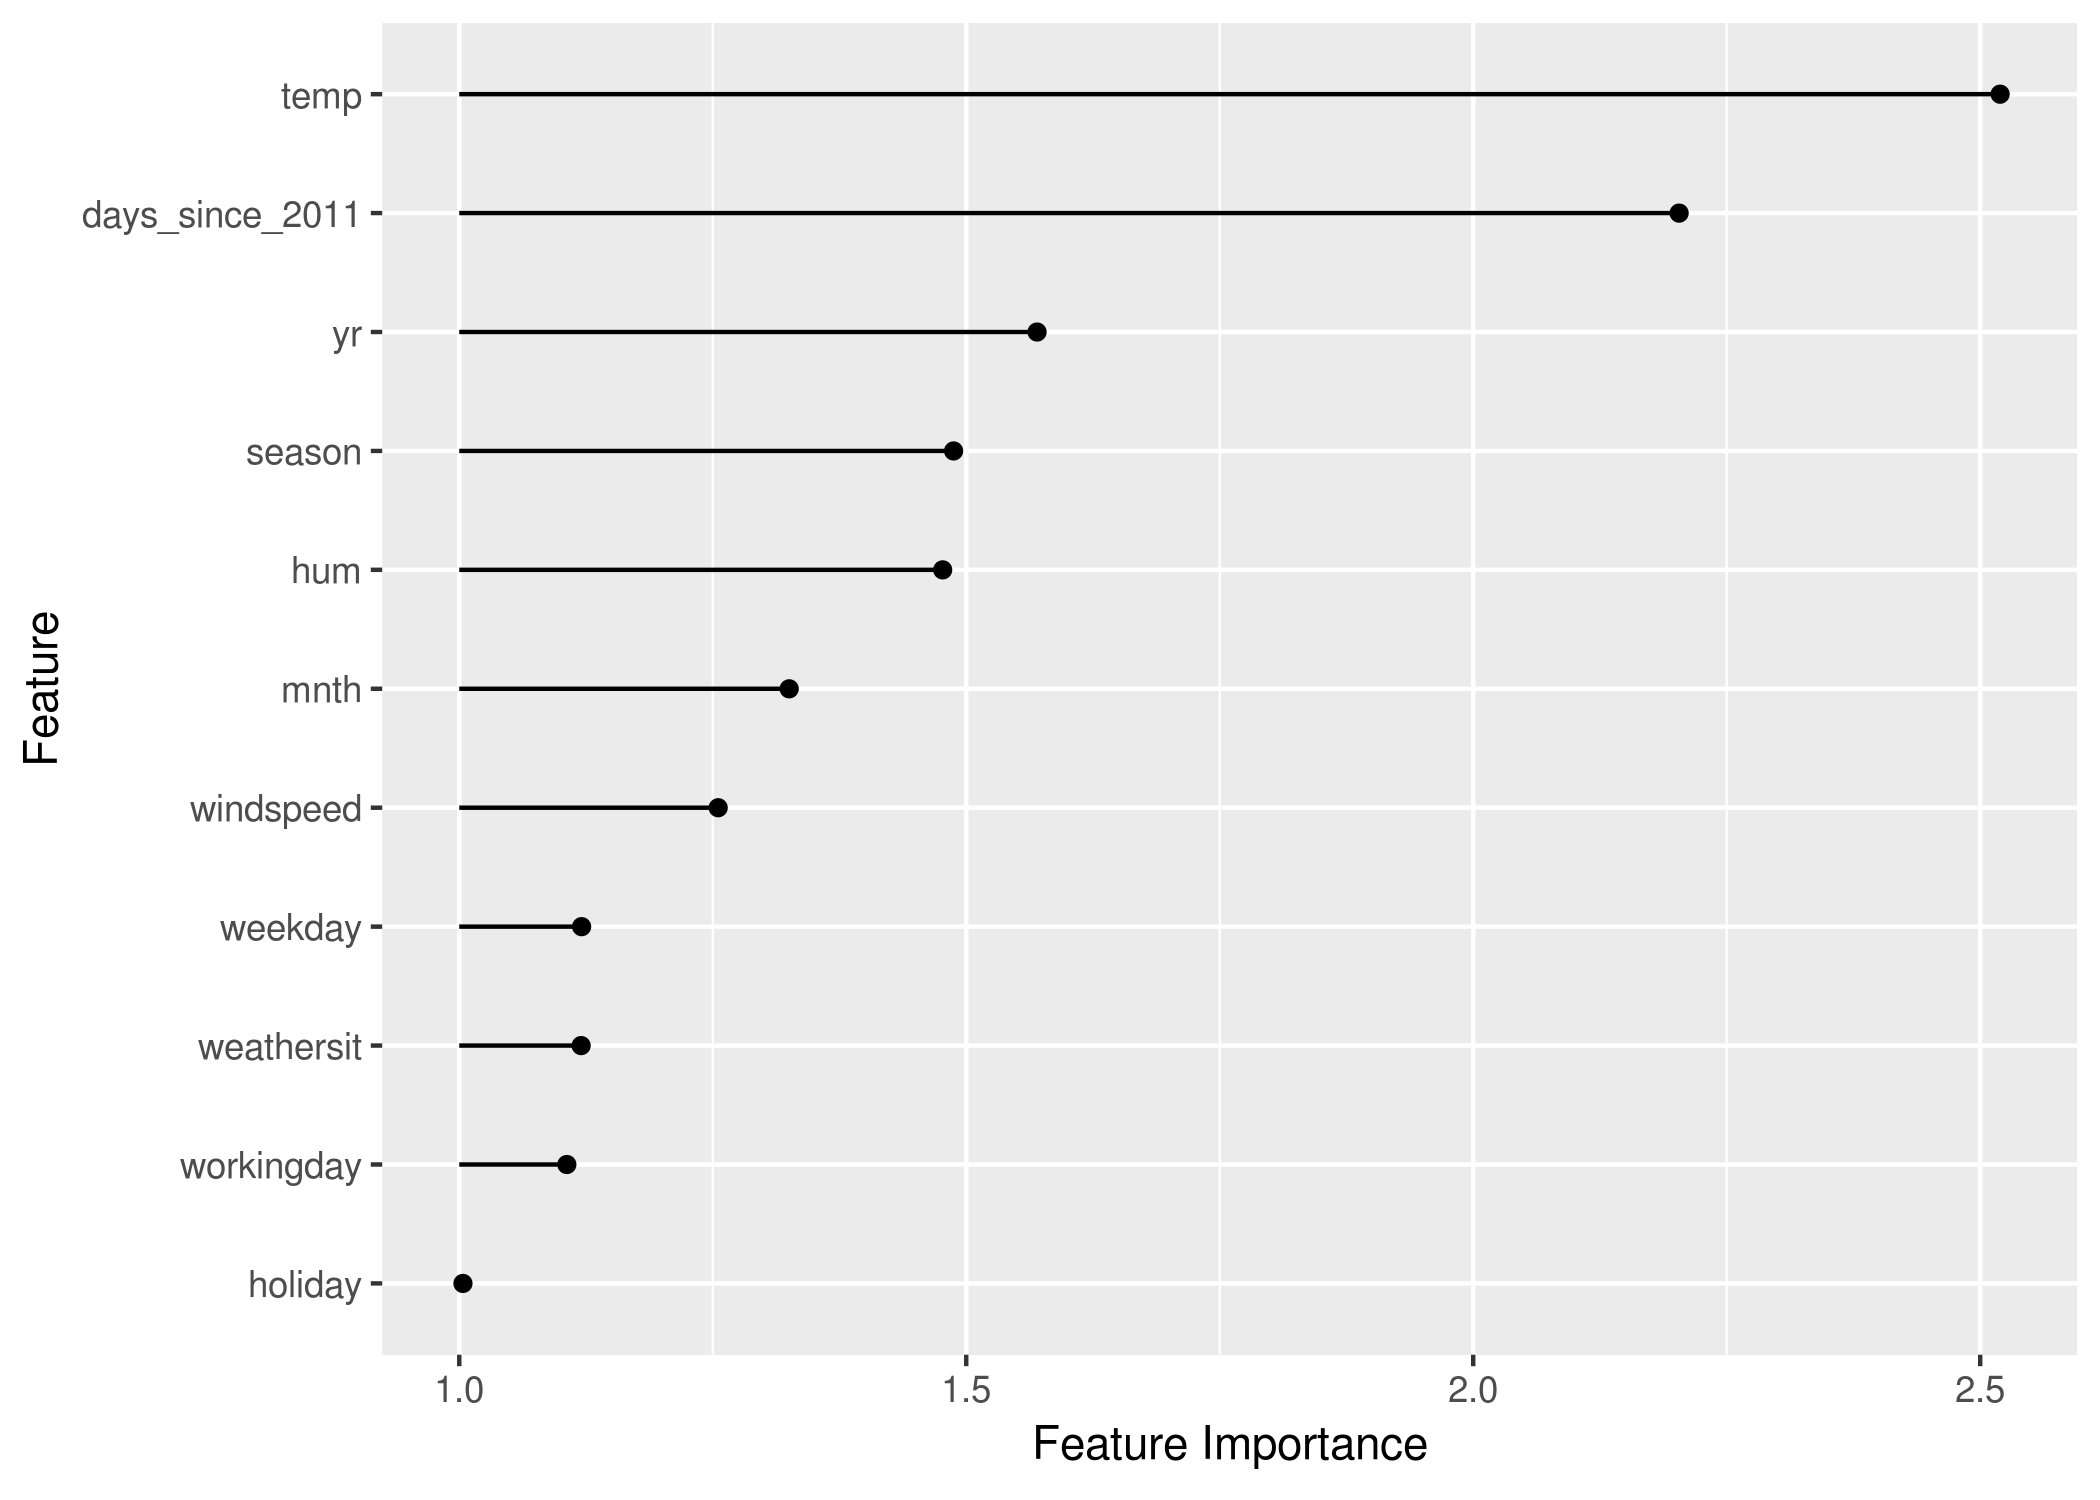 temp
days_since_2011
yr
season
hum
mnth
windspeed
weekday
weathersit
workingday
holiday
Feature
1.0 1.5 2.0 2.5
Feature Importance